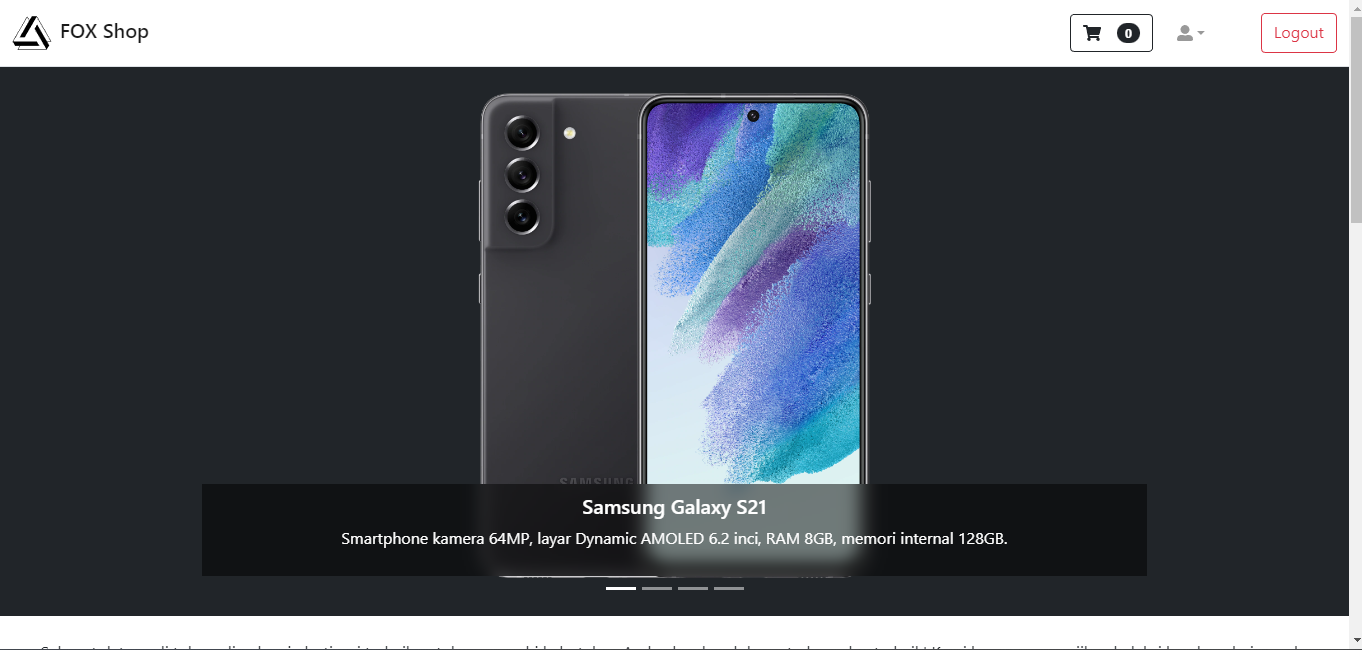 FOX Shop
0
Logout
SAMSUNG
Samsung Galaxy S21
Smartphone kamera 64MP, layar Dynamic AMOLED 6.2 inci, RAM 8GB, memori internal 128GB.